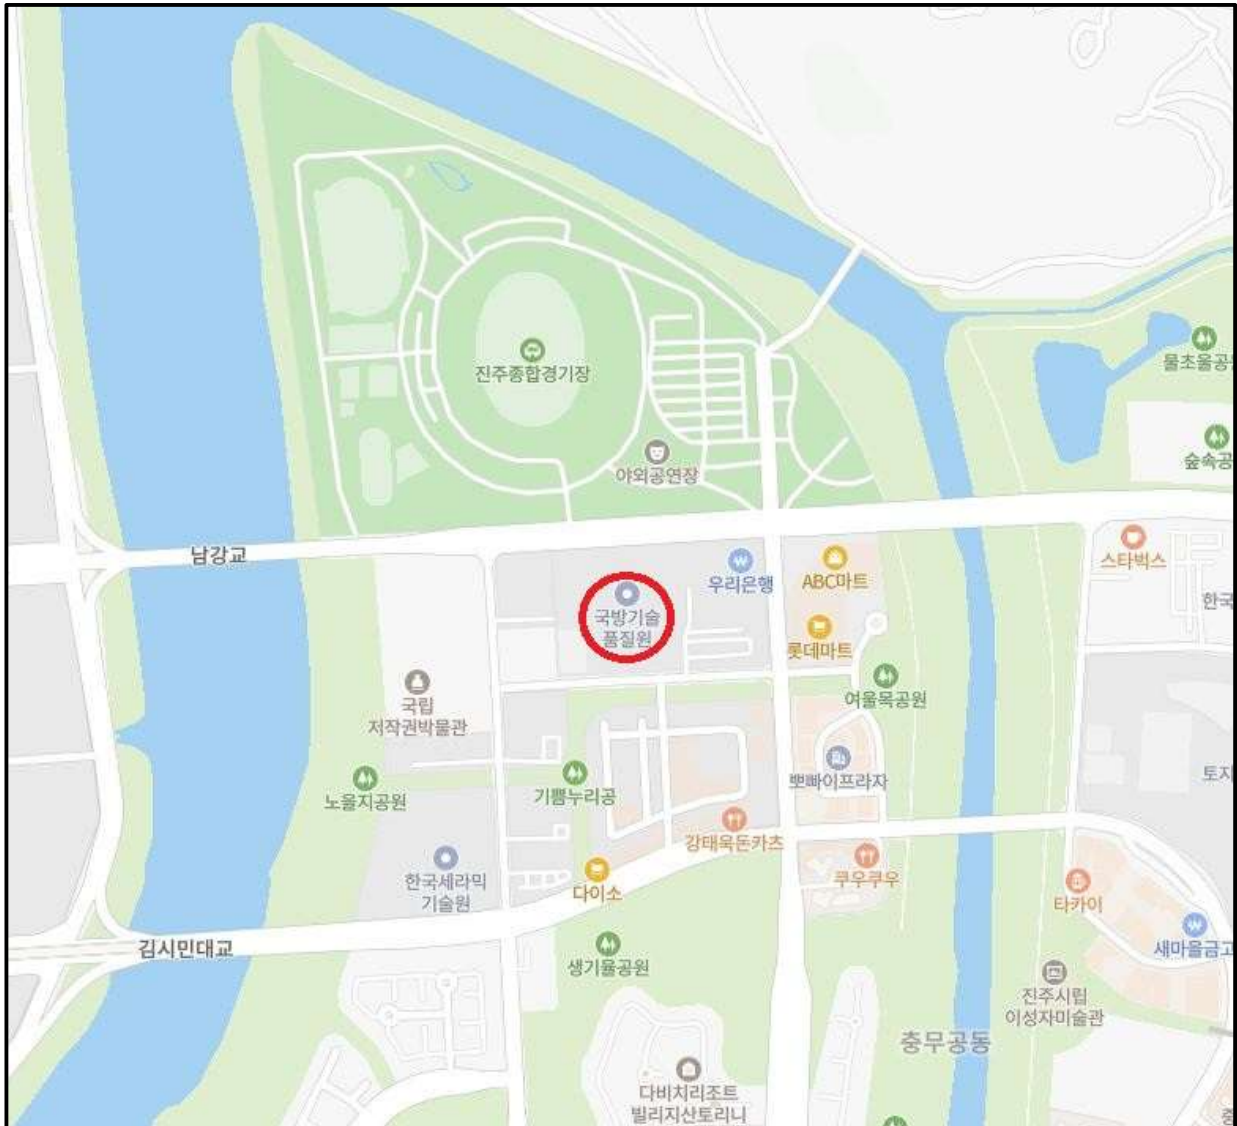 물초울공
진주종합경기장
숲속공
야외공연장
남강교
스타벅스
우리은행
ABC마트
한국
국방기술
품질원
롯데마트
여울목공원
국립
저작권박물관
토지
뽀빠이프라자
노을지공원
기쁨누리공
강태욱돈카츠
한국세라믹
기술원
쿠우쿠우
다이소
타카이
김시민대교
새마을금고
생기율공원
진주시립
이성자미술관
충무공동
다비치리조트
빌리지산토리니
충